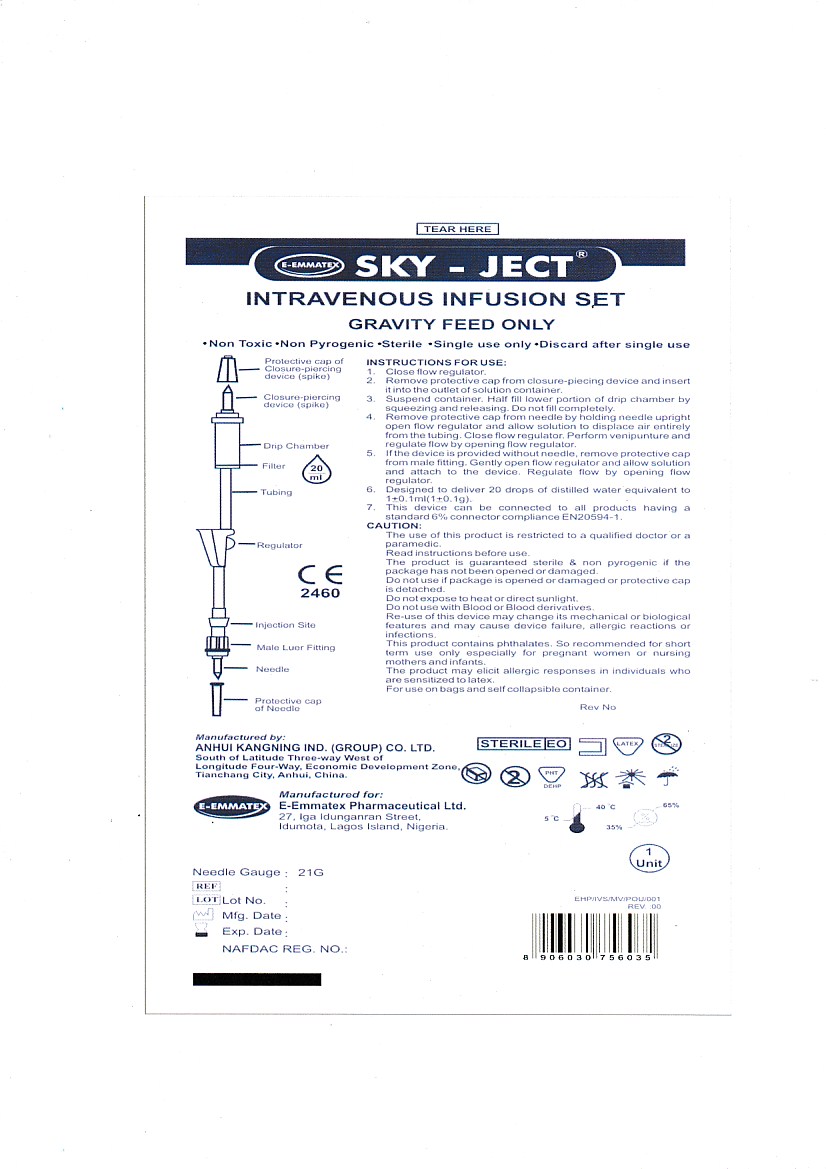 TEAR HERE
E-EMMATEX SKY - JECT®
INTRAVENOUS INFUSION SET
GRAVITY FEED ONLY
•Non Toxic •Non Pyrogenic •Sterile •Single use only •Discard after single use
Protective cap of
Closure-piercing
device (spike)
Closure-piercing
device (spike)
Drip Chamber
Filter
20
ml
Tubing
Regulator
CE
2460
Injection Site
Male Luer Fitting
Needle
Protective cap
of Needle
INSTRUCTIONS FOR USE:
1. Close flow regulator.
2. Remove protective cap from closure-piecing device and insert
it into the outlet of solution container.
3. Suspend container. Half fill lower portion of drip chamber by
squeezing and releasing. Do not fill completely.
4. Remove protective cap from needle by holding needle upright
open flow regulator and allow solution to displace air entirely
from the tubing. Close flow regulator. Perform venipunture and
regulate flow by opening flow regulator.
5. If the device is provided without needle, remove protective cap
from male fitting. Gently open flow regulator and allow solution
and attach to the device. Regulate flow by opening flow
regulator.
6. Designed to deliver 20 drops of distilled water equivalent to
1±0.1ml(1±0.1g).
7. This device can be connected to all products having a
standard 6% connector compliance EN20594-1.
CAUTION:
The use of this product is restricted to a qualified doctor or a
paramedic.
Read instructions before use.
The product is guaranteed sterile & non pyrogenic if the
package has not been opened or damaged.
Do not use if package is opened or damaged or protective cap
is detached.
Do not expose to heat or direct sunlight.
Do not use with Blood or Blood derivatives.
Re-use of this device may change its mechanical or biological
features and may cause device failure, allergic reactions or
infections.
This product contains phthalates. So recommended for short
term use only especially for pregnant women or nursing
mothers and infants.
The product may elicit allergic responses in individuals who
are sensitized to latex.
For use on bags and self collapsible container.
Rev No
Manufactured by:
ANHUI KANGNING IND. (GROUP) CO. LTD.
South of Latitude Three-way West of
Longitude Four-Way, Economic Development Zone,
Tianchang City, Anhui, China.
STERILE EO
LATEX
2
2
PHT
DEHP
E-EMMATEX
Manufactured for:
E-Emmatex Pharmaceutical Ltd.
27, Iga Idunganran Street,
Idumota, Lagos Island, Nigeria.
5 °C
40 °C
35%
65%
1
Unit
Needle Gauge : 21G
REF :
LOT Lot No. :
Mfg. Date :
Exp. Date :
NAFDAC REG. NO.:
EHP/IVS/MV/POU/001
REV :00
8 906030 756035